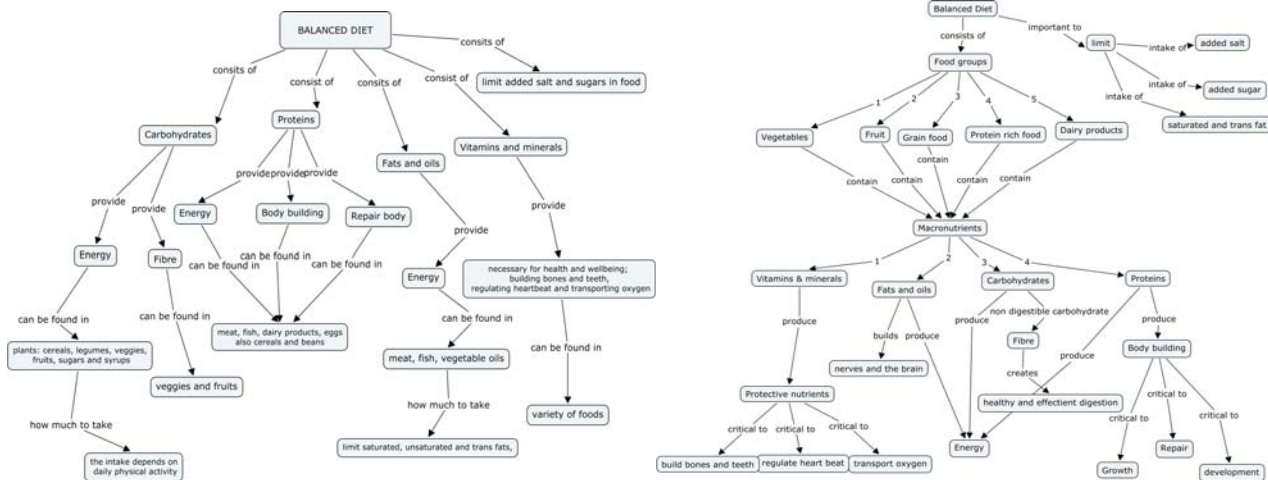 BALANCED DIET
consits of
limit added salt and sugars in food
consits of
consist of
consits of
consist of
Carbohydrates
Proteins
Fats and oils
Vitamins and minerals
provide
provide
provide
provide
provide
provide
provide
Energy
Fibre
Energy
Body building
Repair body
Energy
necessary for health and wellbeing;
building bones and teeth,
regulating heartbeat and transporting oxygen
can be found in
can be found in
can be found in
can be found in
can be found in
can be found in
can be found in
plants: cereals, legumes, veggies,
fruits, sugars and syrups
veggies and fruits
meat, fish, dairy products, eggs
also cereals and beans
meat, fish, vegetable oils
variety of foods
how much to take
how much to take
the intake depends on
daily physical activity
limit saturated, unsaturated and trans fats,
Balanced Diet
consists of
important to
Food groups
limit
intake of
added salt
intake of
added sugar
intake of
saturated and trans fat
1
2
3
4
5
Vegetables
Fruit
Grain food
Protein rich food
Dairy products
contain
contain
contain
contain
contain
Macronutrients
1
2
3
4
Vitamins & minerals
Fats and oils
Carbohydrates
Proteins
produce
builds
produce
produce
non digestible carbohydrate
produce
produce
Fibre
creates
Body building
nerves and the brain
healthy and effectient digestion
Protective nutrients
critical to
critical to
critical to
critical to
critical to
critical to
build bones and teeth
regulate heart beat
transport oxygen
Energy
Growth
Repair
development